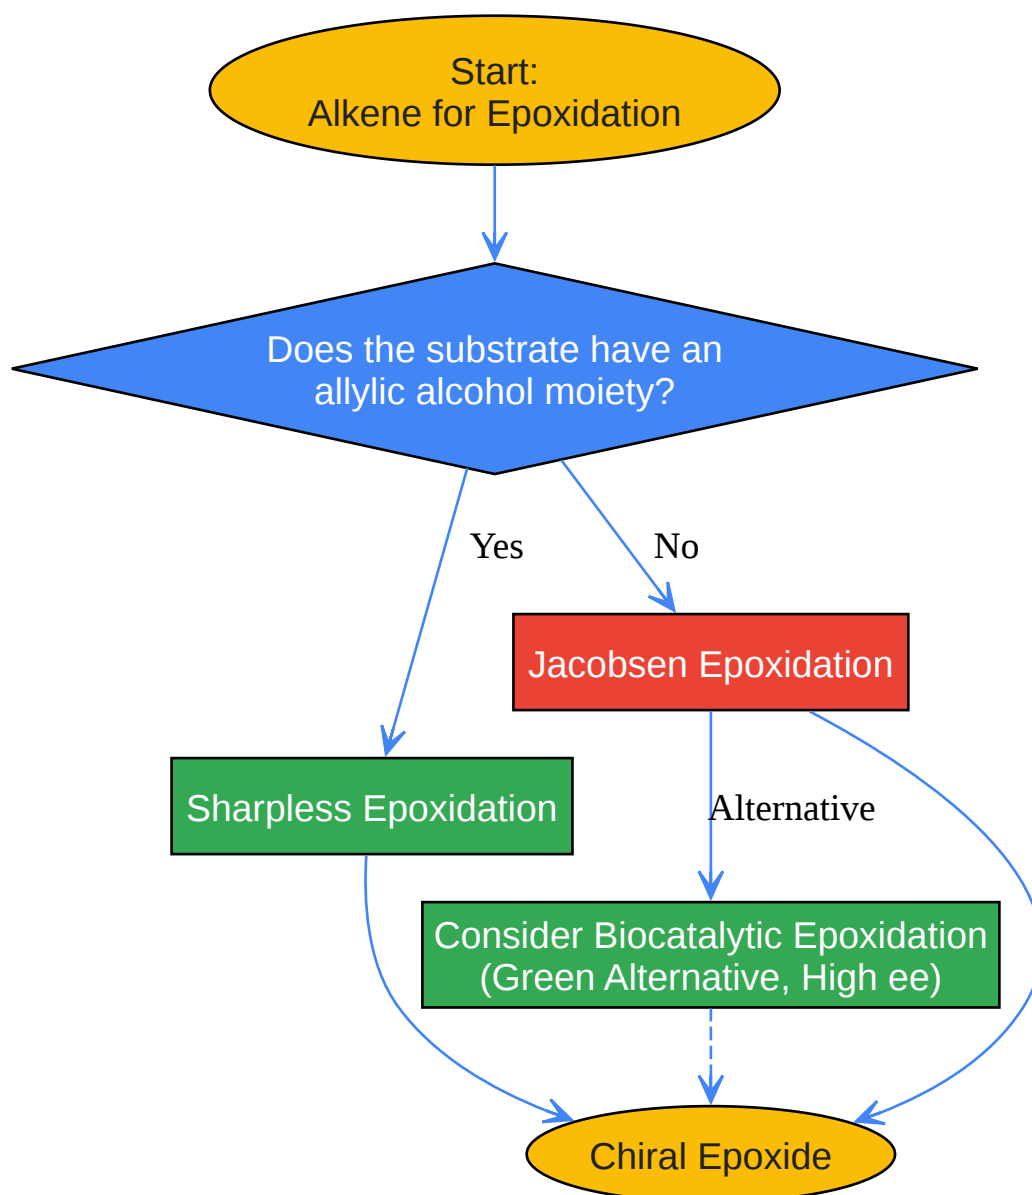 Start:
Alkene for Epoxidation
Does the substrate have an
allylic alcohol moiety?
Yes
No
Jacobsen Epoxidation
Sharpless Epoxidation
Alternative
Consider Biocatalytic Epoxidation
(Green Alternative, High ee)
Chiral Epoxide